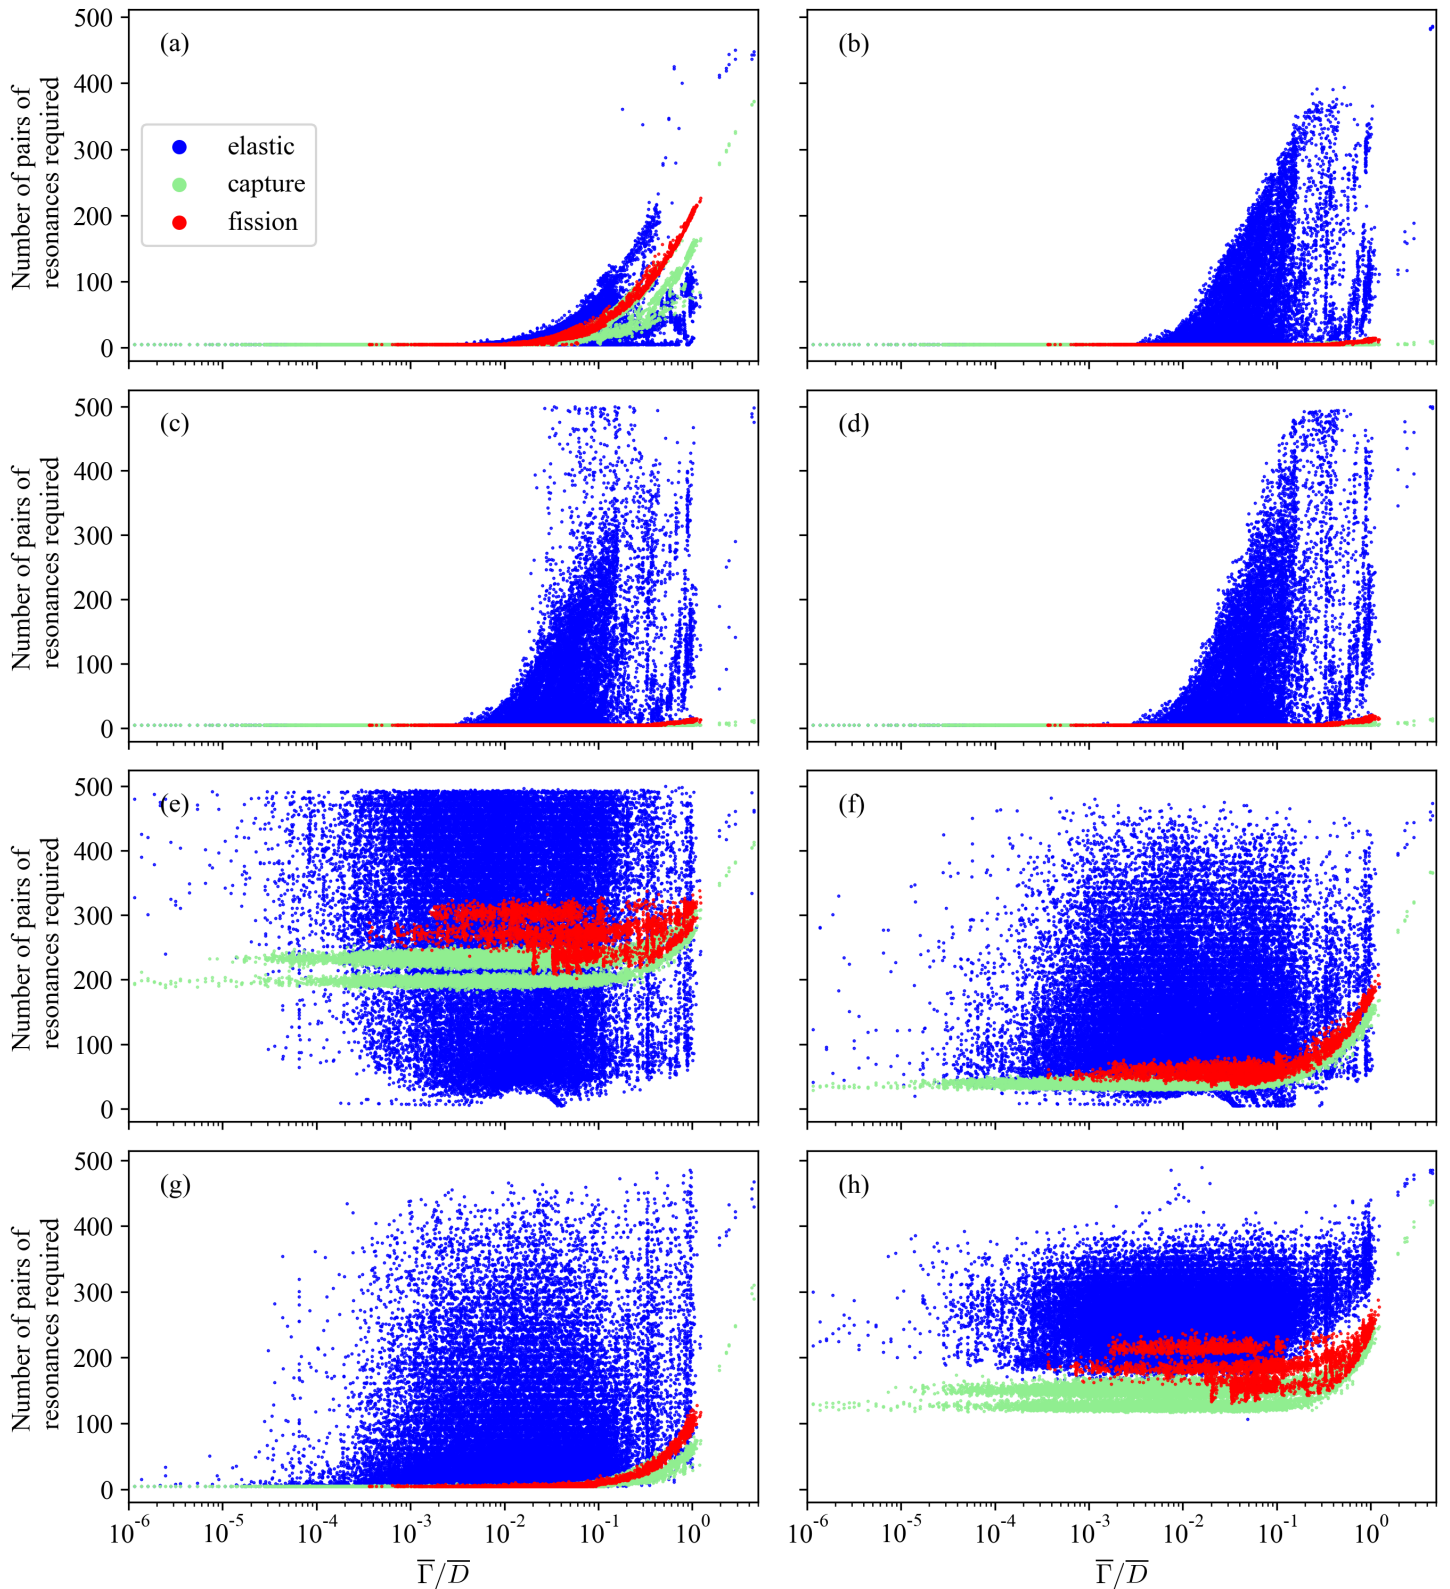 500
400
300
200
100
0
Number of pairs of
resonances required
(a)
elastic
capture
fission
(b)
500
400
300
200
100
0
Number of pairs of
resonances required
(c)
(d)
500
400
300
200
100
0
Number of pairs of
resonances required
(e)
(f)
500
400
300
200
100
0
Number of pairs of
resonances required
(g)
(h)
10⁻⁶ 10⁻⁵ 10⁻⁴ 10⁻³ 10⁻² 10⁻¹ 10⁰
10⁻⁶ 10⁻⁵ 10⁻⁴ 10⁻³ 10⁻² 10⁻¹ 10⁰
Γ̅/D̅
Γ̅/D̅